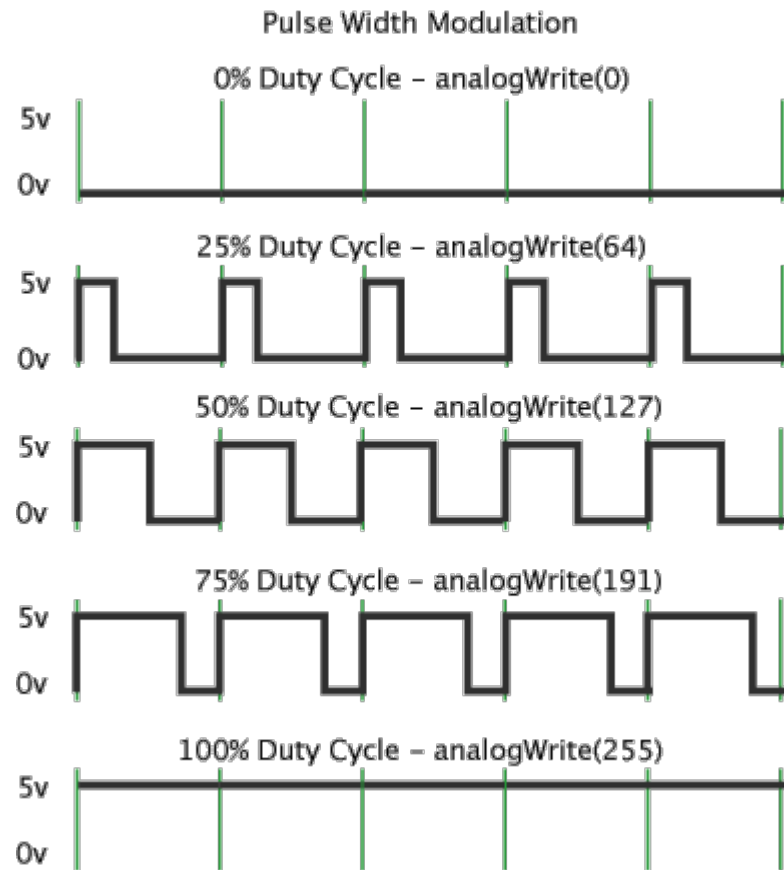 Pulse Width Modulation
0% Duty Cycle – analogWrite(0)
5v
0v
25% Duty Cycle – analogWrite(64)
5v
0v
50% Duty Cycle – analogWrite(127)
5v
0v
75% Duty Cycle – analogWrite(191)
5v
0v
100% Duty Cycle – analogWrite(255)
5v
0v